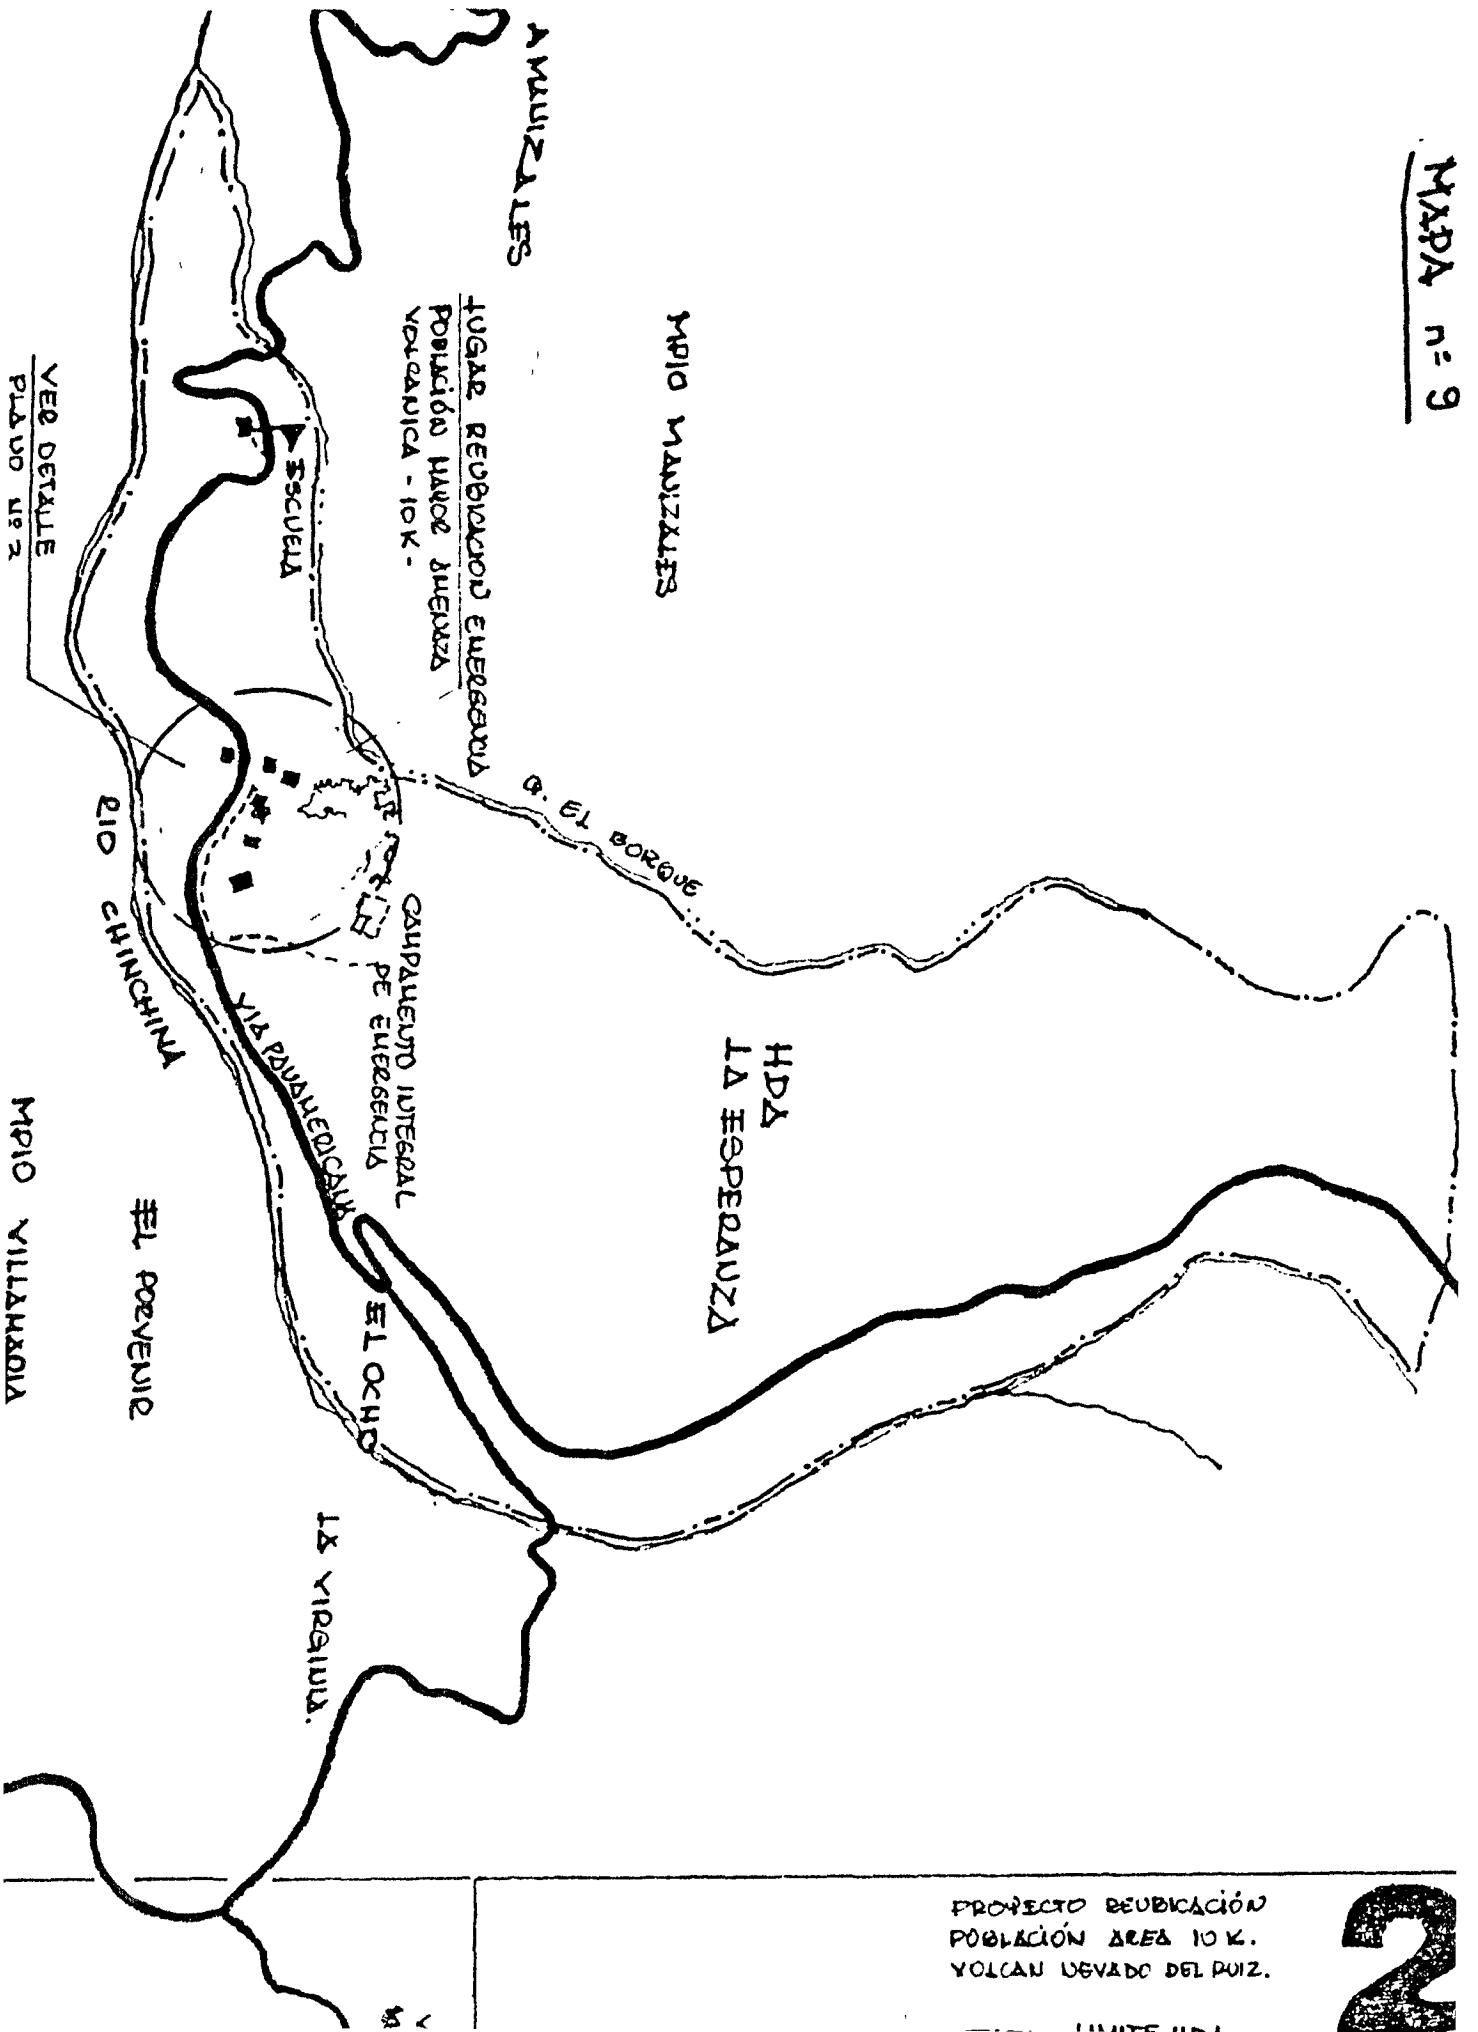 MAPA nº 9
A MANIZALES
MPIO MANIZALES
LUGAR REUBICACION EMERGENCIA
POBLACIÓN MAYOR AMENAZA
VOLCANICA - 10 K -
ESCUELA
VER DETALLE
PLANO Nº 2
Q. EL BORQUE
RIO CHINCHINA
CAMPAMENTO INTEGRAL
DE EMERGENCIA
VIA PANAMERICANA
HDA
LA ESPERANZA
EL OCHO
EL PORVENIR
MPIO VILLAMARIA
LA VIRGINIA.
2
PROYECTO REUBICACIÓN
POBLACIÓN AREA 10 K.
VOLCAN NEVADO DEL RUIZ.
LIMITE HDA